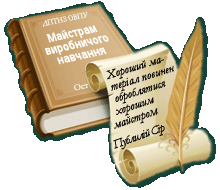 ДПТНЗ ОВПУ
Майстрам
виробничого
навчання
Хороший ма-
теріал повинен
оброблятися
хорошим
майстром
Публілій Сір